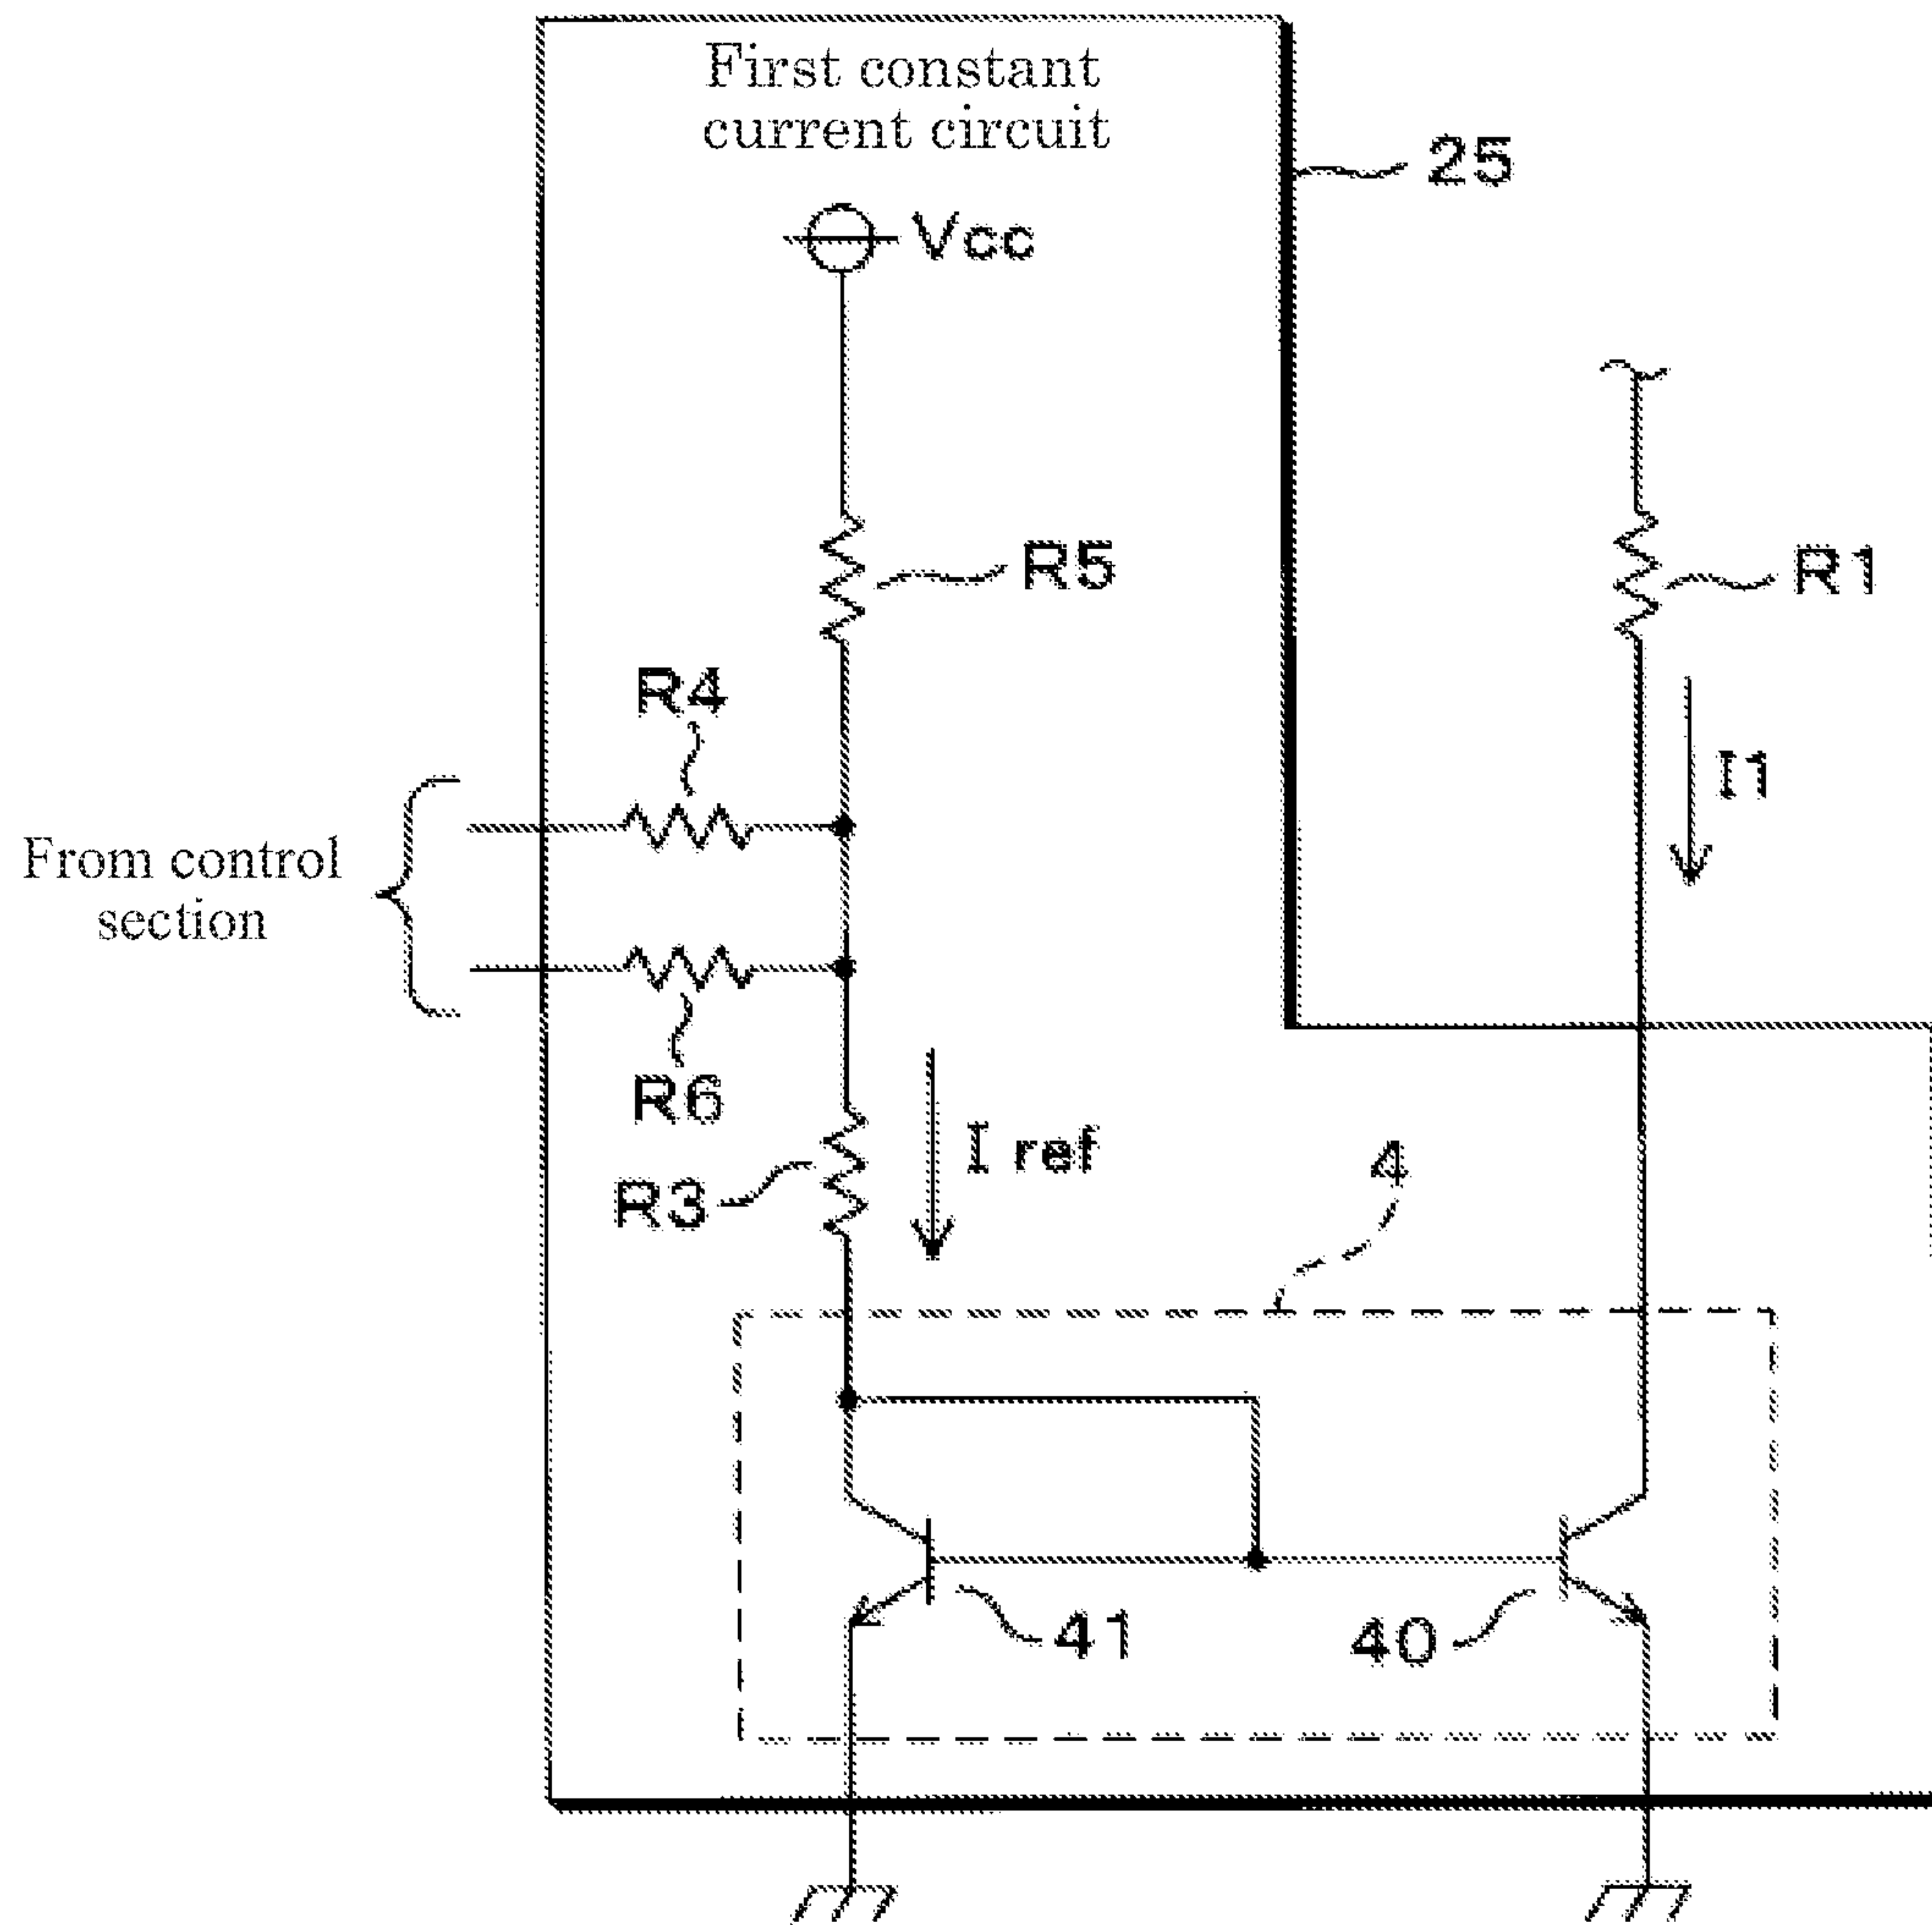 First constant
current circuit
25
Vcc
R5
R1
R4
I1
From control
section
R6
I ref
R3
4
41
40